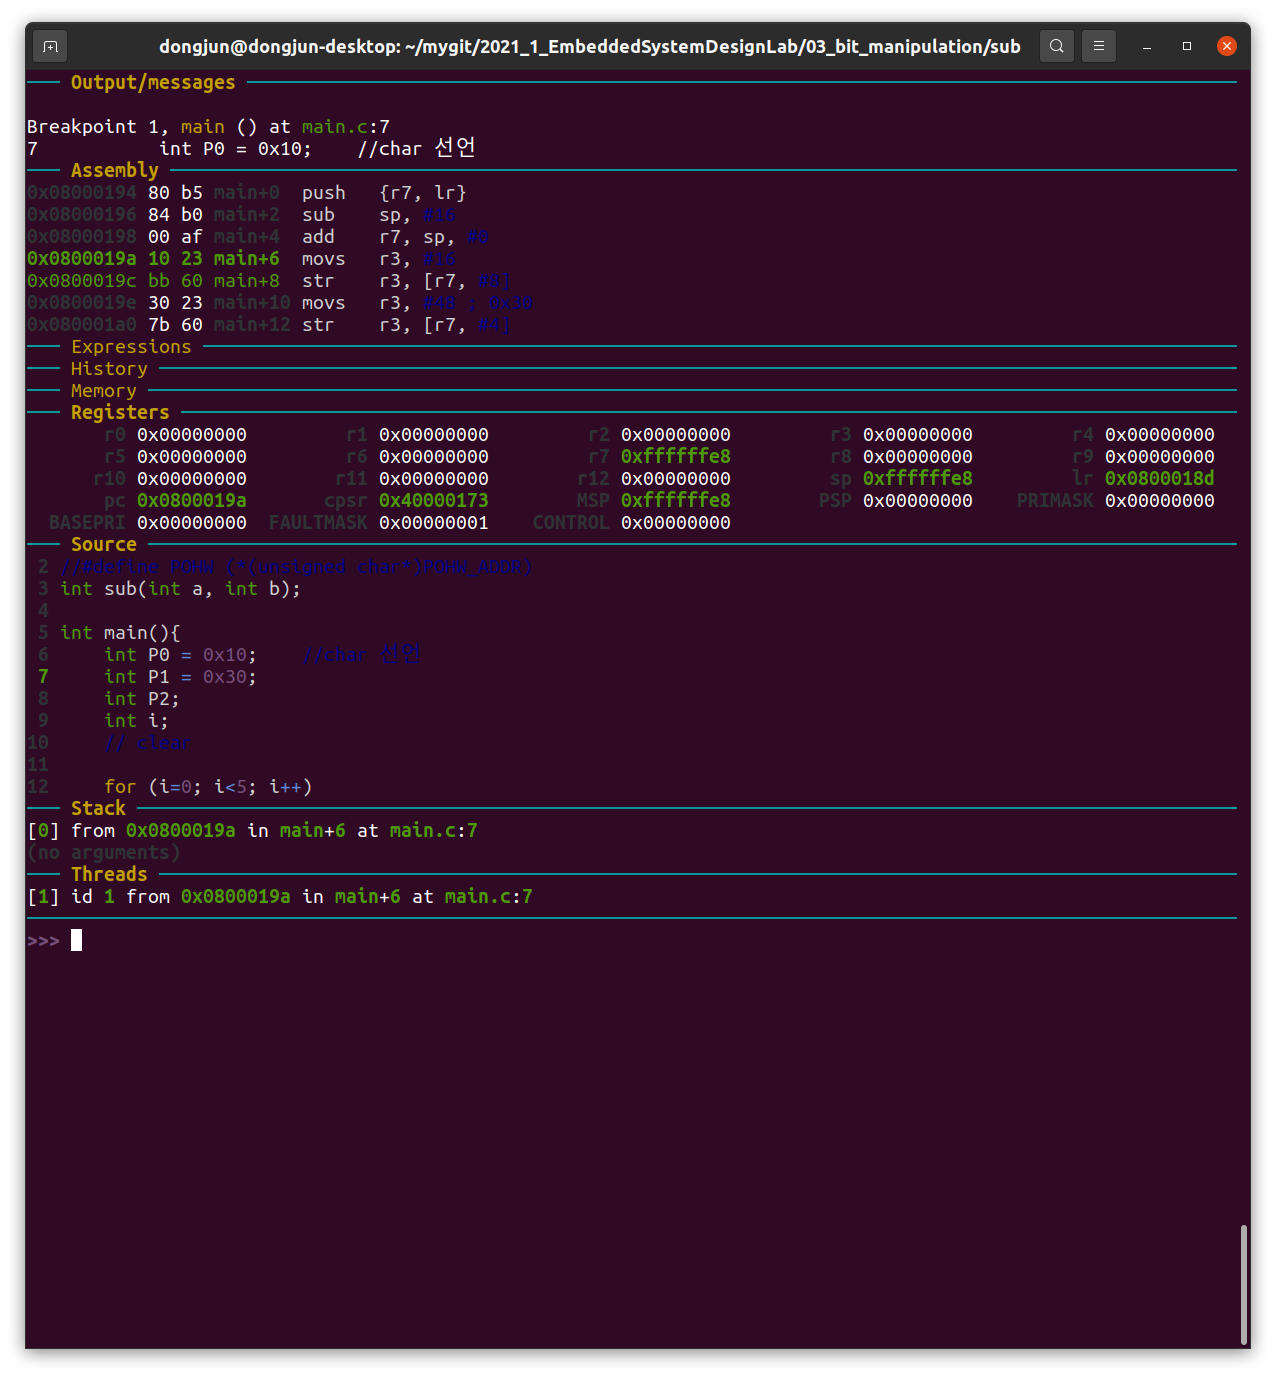 dongjun@dongjun-desktop: ~/mygit/2021_1_EmbeddedSystemDesignLab/03_bit_manipulation/sub
Output/messages
Breakpoint 1, main () at main.c:7
7           int P0 = 0x10;    //char 선언
Assembly
0x08000194 80 b5 main+0  push   {r7, lr}
0x08000196 84 b0 main+2  sub    sp, #16
0x08000198 00 af main+4  add    r7, sp, #0
0x0800019a 10 23 main+6  movs   r3, #16
0x0800019c bb 60 main+8  str    r3, [r7, #8]
0x0800019e 30 23 main+10 movs   r3, #48 ; 0x30
0x080001a0 7b 60 main+12 str    r3, [r7, #4]
Expressions
History
Memory
Registers
r0 0x00000000 r1 0x00000000 r2 0x00000000 r3 0x00000000 r4 0x00000000
r5 0x00000000 r6 0x00000000 r7 0xffffffe8 r8 0x00000000 r9 0x00000000
r10 0x00000000 r11 0x00000000 r12 0x00000000 sp 0xffffffe8 lr 0x0800018d
pc 0x0800019a cpsr 0x40000173 MSP 0xffffffe8 PSP 0x00000000 PRIMASK 0x00000000
BASEPRI 0x00000000 FAULTMASK 0x00000001 CONTROL 0x00000000
Source
2 //#define POHW (*(unsigned char*)POHW_ADDR)
3 int sub(int a, int b);
4
5 int main(){
6     int P0 = 0x10;    //char 선언
7     int P1 = 0x30;
8     int P2;
9     int i;
10     // clear
11
12     for (i=0; i<5; i++)
Stack
[0] from 0x0800019a in main+6 at main.c:7
(no arguments)
Threads
[1] id 1 from 0x0800019a in main+6 at main.c:7
>>>